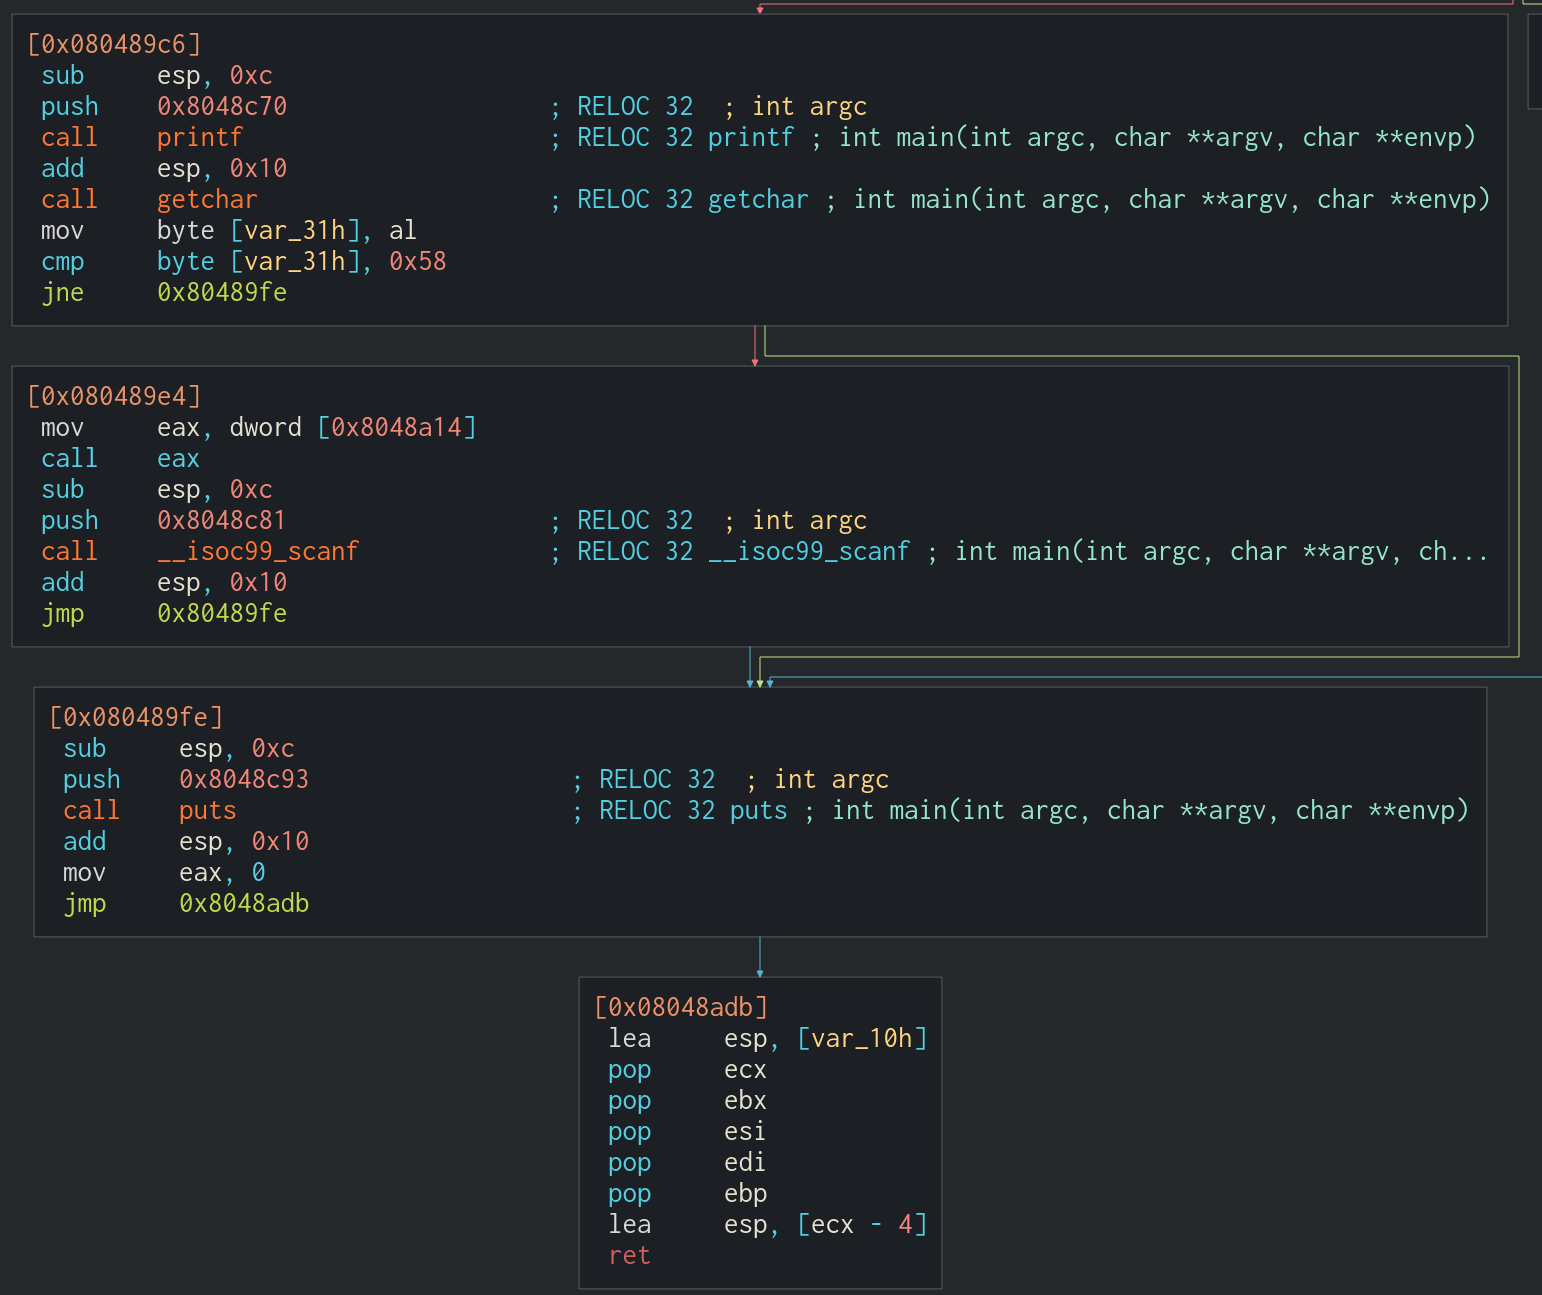 [0x080489c6]
sub esp, 0xc
push 0x8048c70 ; RELOC 32 ; int argc
call printf ; RELOC 32 printf ; int main(int argc, char **argv, char **envp)
add esp, 0x10
call getchar ; RELOC 32 getchar ; int main(int argc, char **argv, char **envp)
mov byte [var_31h], al
cmp byte [var_31h], 0x58
jne 0x80489fe
[0x080489e4]
mov eax, dword [0x8048a14]
call eax
sub esp, 0xc
push 0x8048c81 ; RELOC 32 ; int argc
call __isoc99_scanf ; RELOC 32 __isoc99_scanf ; int main(int argc, char **argv, ch...
add esp, 0x10
jmp 0x80489fe
[0x080489fe]
sub esp, 0xc
push 0x8048c93 ; RELOC 32 ; int argc
call puts ; RELOC 32 puts ; int main(int argc, char **argv, char **envp)
add esp, 0x10
mov eax, 0
jmp 0x8048adb
[0x08048adb]
lea esp, [var_10h]
pop ecx
pop ebx
pop esi
pop edi
pop ebp
lea esp, [ecx - 4]
ret